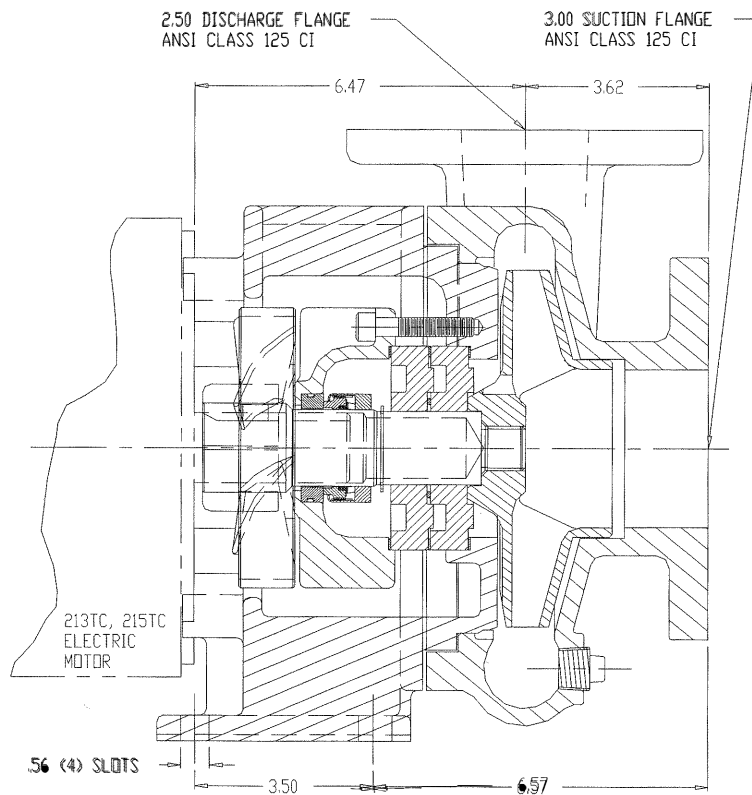 2.50 DISCHARGE FLANGE
ANSI CLASS 125 CI
3.00 SUCTION FLANGE
ANSI CLASS 125 CI
6.47
3.62
213TC, 215TC
ELECTRIC
MOTOR
.56 (4) SLOTS
3.50
6.57